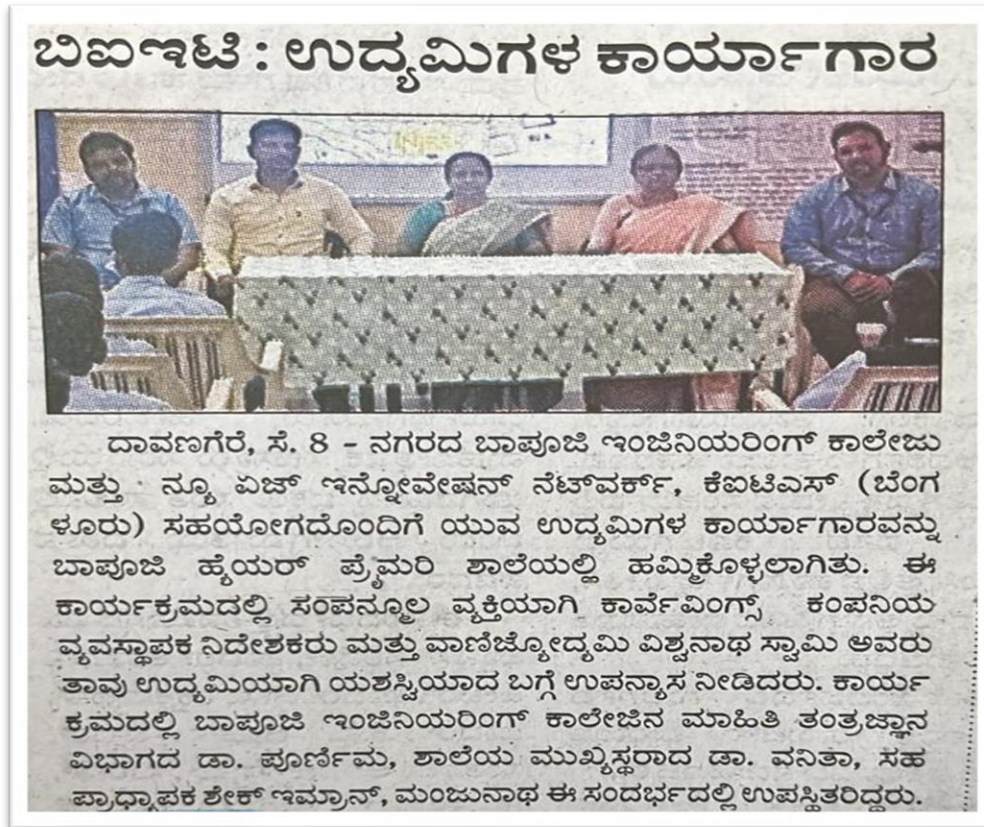 ಬಿಐಇಟಿ : ಉದ್ಯಮಿಗಳ ಕಾರ್ಯಾಗಾರ
ದಾವಣಗೆರೆ, ಸೆ. 8 - ನಗರದ ಬಾಪೂಜಿ ಇಂಜಿನಿಯರಿಂಗ್ ಕಾಲೇಜು
ಮತ್ತು ನ್ಯೂ ಏಜ್ ಇನ್ನೋವೇಷನ್ ನೆಟ್‌ವರ್ಕ್, ಕೆಐಟಿಎಸ್ (ಬೆಂಗ
ಳೂರು) ಸಹಯೋಗದೊಂದಿಗೆ ಯುವ ಉದ್ಯಮಿಗಳ ಕಾರ್ಯಾಗಾರವನ್ನು
ಬಾಪೂಜಿ ಹೈಯರ್ ಪ್ರೈಮರಿ ಶಾಲೆಯಲ್ಲಿ ಹಮ್ಮಿಕೊಳ್ಳಲಾಗಿತು. ಈ
ಕಾರ್ಯಕ್ರಮದಲ್ಲಿ ಸಂಪನ್ಮೂಲ ವ್ಯಕ್ತಿಯಾಗಿ ಕಾರ್ವೆವಿಂಗ್ಸ್ ಕಂಪನಿಯ
ವ್ಯವಸ್ಥಾಪಕ ನಿದೇಶಕರು ಮತ್ತು ವಾಣಿಜ್ಯೋದ್ಯಮಿ ವಿಶ್ವನಾಥ ಸ್ವಾಮಿ ಅವರು
ತಾವು ಉದ್ಯಮಿಯಾಗಿ ಯಶಸ್ವಿಯಾದ ಬಗ್ಗೆ ಉಪನ್ಯಾಸ ನೀಡಿದರು. ಕಾರ್ಯ
ಕ್ರಮದಲ್ಲಿ ಬಾಪೂಜಿ ಇಂಜಿನಿಯರಿಂಗ್ ಕಾಲೇಜಿನ ಮಾಹಿತಿ ತಂತ್ರಜ್ಞಾನ
ವಿಭಾಗದ ಡಾ. ಪೂರ್ಣಿಮ, ಶಾಲೆಯ ಮುಖ್ಯಸ್ಥರಾದ ಡಾ. ವನಿತಾ, ಸಹ
ಪ್ರಾಧ್ಯಾಪಕ ಶೇಕ್ ಇಮ್ರಾನ್, ಮಂಜುನಾಥ ಈ ಸಂದರ್ಭದಲ್ಲಿ ಉಪಸ್ಥಿತರಿದ್ದರು.